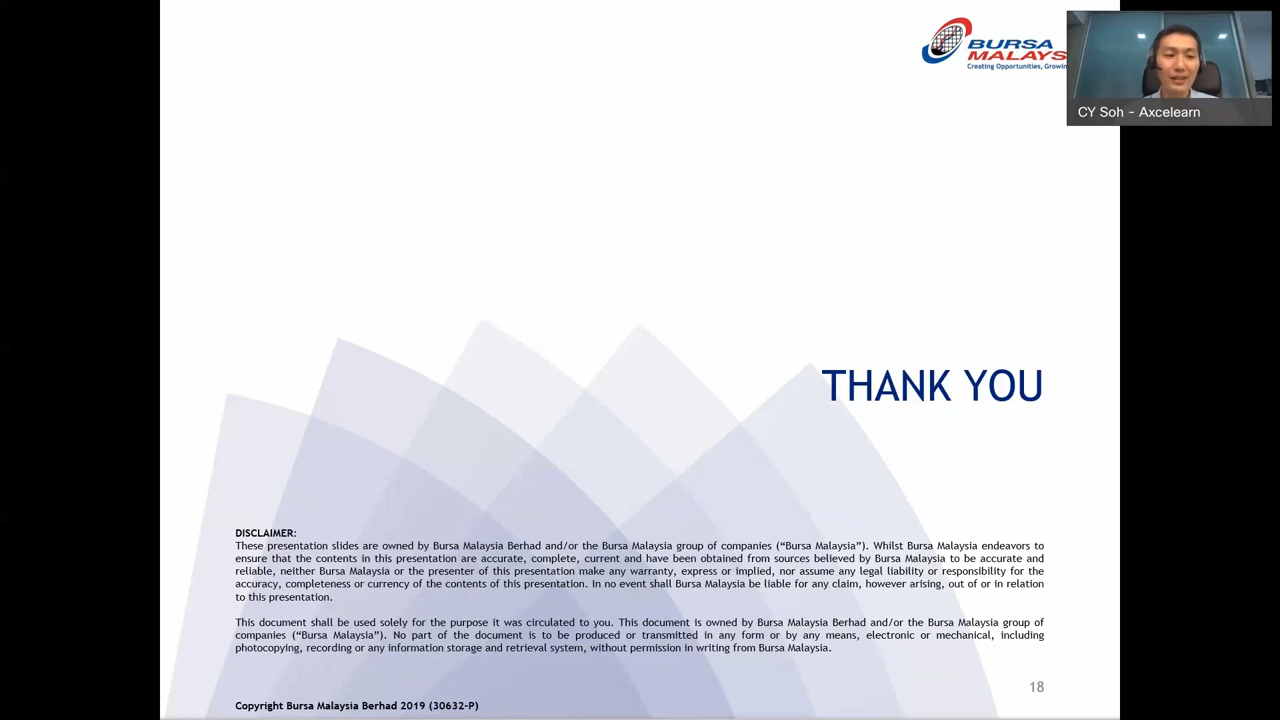 BURSA
MALAYS
Creating Opportunities, Growin
CY Soh - Axcelearn
THANK YOU
DISCLAIMER:
These presentation slides are owned by Bursa Malaysia Berhad and/or the Bursa Malaysia group of companies (“Bursa Malaysia”). Whilst Bursa Malaysia endeavors to
ensure that the contents in this presentation are accurate, complete, current and have been obtained from sources believed by Bursa Malaysia to be accurate and
reliable, neither Bursa Malaysia or the presenter of this presentation make any warranty, express or implied, nor assume any legal liability or responsibility for the
accuracy, completeness or currency of the contents of this presentation. In no event shall Bursa Malaysia be liable for any claim, however arising, out of or in relation
to this presentation.
This document shall be used solely for the purpose it was circulated to you. This document is owned by Bursa Malaysia Berhad and/or the Bursa Malaysia group of
companies (“Bursa Malaysia”). No part of the document is to be produced or transmitted in any form or by any means, electronic or mechanical, including
photocopying, recording or any information storage and retrieval system, without permission in writing from Bursa Malaysia.
18
Copyright Bursa Malaysia Berhad 2019 (30632-P)